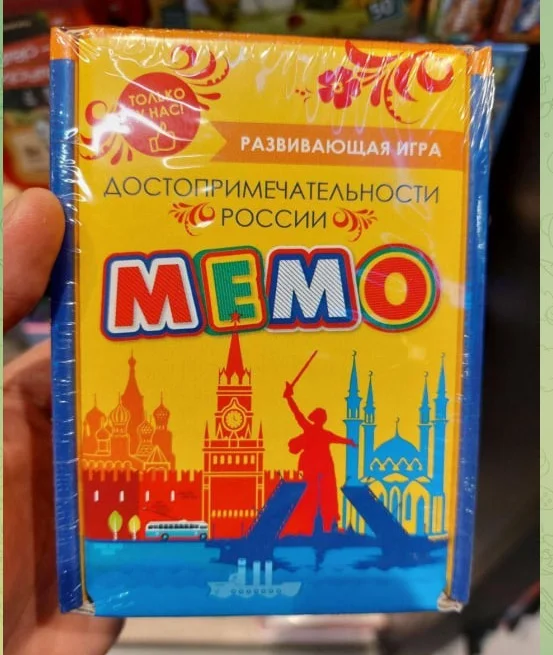 ТОЛЬКО
У НАС!
РАЗВИВАЮЩАЯ ИГРА
ДОСТОПРИМЕЧАТЕЛЬНОСТИ
РОССИИ
МЕМО